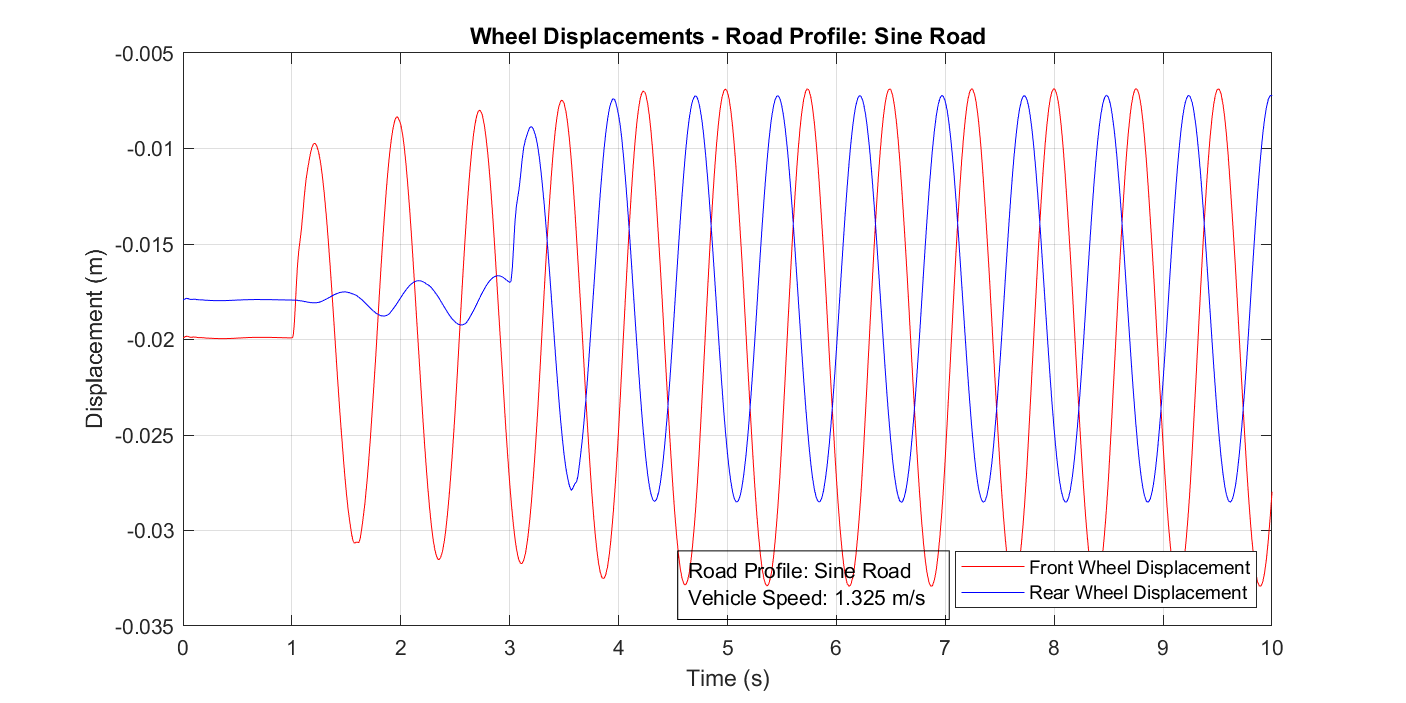 Wheel Displacements - Road Profile: Sine Road
-0.005
-0.01
-0.015
-0.02
-0.025
-0.03
-0.035
Displacement (m)
Road Profile: Sine Road
Vehicle Speed: 1.325 m/s
Front Wheel Displacement
Rear Wheel Displacement
0 1 2 3 4 5 6 7 8 9 10
Time (s)